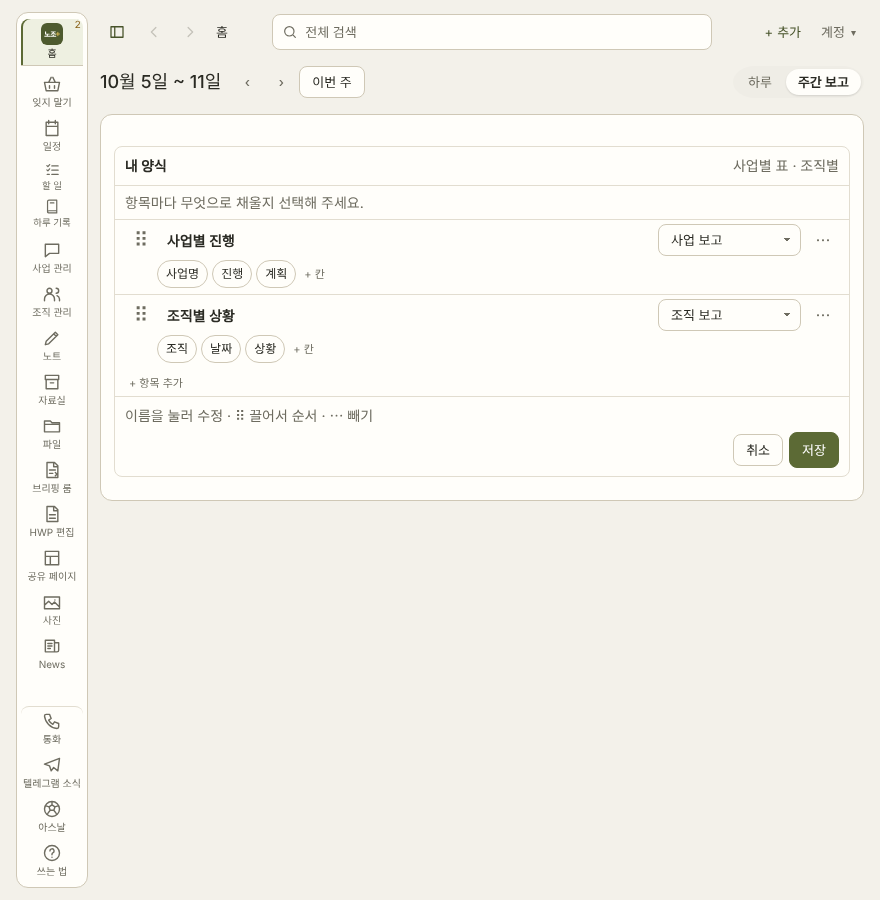 노조+
2
홈
잊지 말기
일정
할 일
하루 기록
사업 관리
조직 관리
노트
자료실
파일
브리핑 룸
HWP 편집
공유 페이지
사진
News
통화
텔레그램 소식
아스날
쓰는 법
홈
전체 검색
+ 추가
계정 ▾
10월 5일 ~ 11일
‹ › 이번 주
하루 주간 보고
내 양식
사업별 표 · 조직별
항목마다 무엇으로 채울지 선택해 주세요.
⠿ 사업별 진행
사업 보고 ⋯
사업명 진행 계획 + 칸
⠿ 조직별 상황
조직 보고 ⋯
조직 날짜 상황 + 칸
+ 항목 추가
이름을 눌러 수정 · ⠿ 끌어서 순서 · ⋯ 빼기
취소 저장